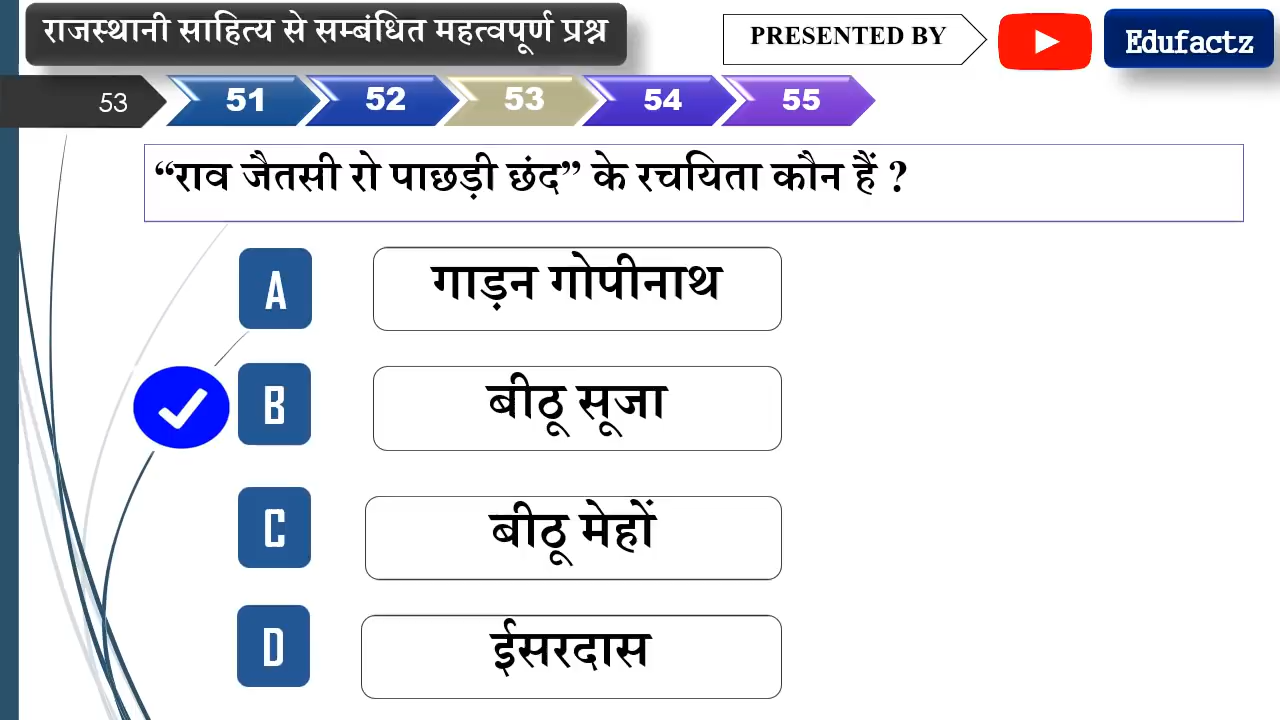 राजस्थानी साहित्य से सम्बंधित महत्वपूर्ण प्रश्न
PRESENTED BY
Edufactz
53
51
52
53
54
55
“राव जैतसी रो पाछड़ी छंद” के रचयिता कौन हैं ?
A
गाड़न गोपीनाथ
B
बीठू सूजा
C
बीठू मेहों
D
ईसरदास